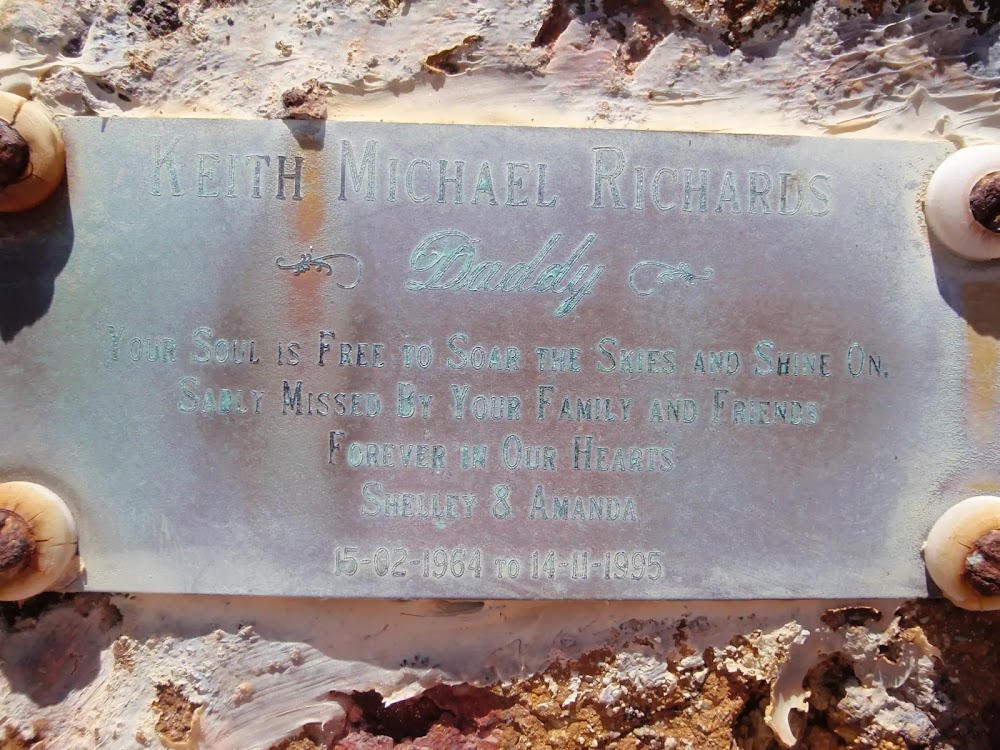 Keith Michael Richards
Daddy
Your Soul is Free to Soar the Skies and Shine On.
Sadly Missed By Your Family and Friends
Forever in Our Hearts
Shelley & Amanda
15-02-1964 to 14-11-1995